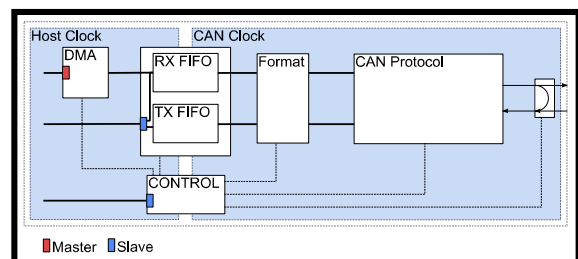 Host Clock
CAN Clock
DMA
RX FIFO
Format
CAN Protocol
TX FIFO
CONTROL
Master
Slave